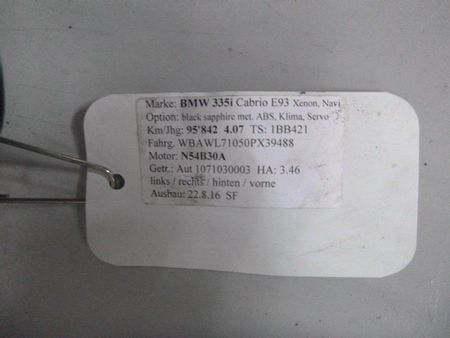 Marke: BMW 335i Cabrio E93 Xenon, Navi
Option: black sapphire met. ABS, Klima, Servo
Km/Jhg: 95'842 4.07 TS: 1BB421
Fahrg. WBAWL71050PX39488
Motor: N54B30A
Getr.: Aut 1071030003 HA: 3.46
links / rechts / hinten / vorne
Ausbau: 22.8.16 SF